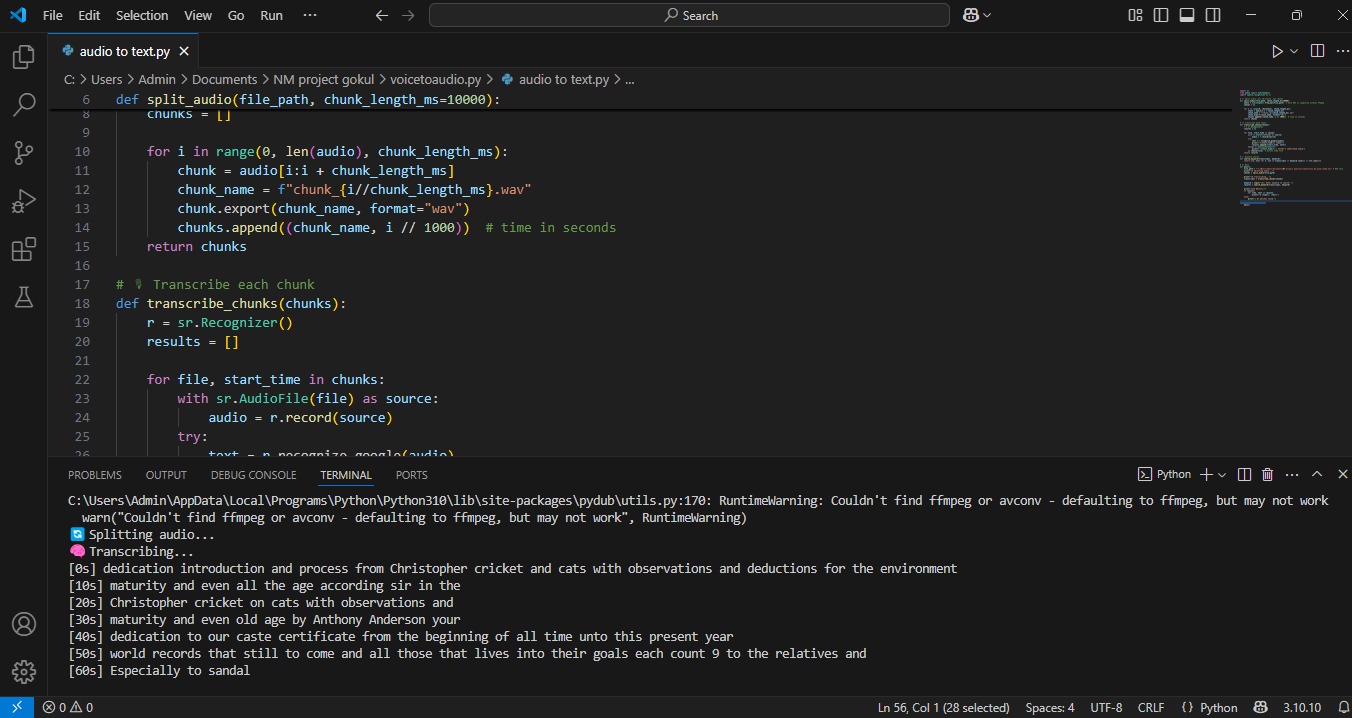 File Edit Selection View Go Run ··· Search
audio to text.py
C: > Users > Admin > Documents > NM project gokul > voicetoaudio.py > audio to text.py > ...
6 def split_audio(file_path, chunk_length_ms=10000):
8 chunks = []
9
10 for i in range(0, len(audio), chunk_length_ms):
11 chunk = audio[i:i + chunk_length_ms]
12 chunk_name = f"chunk_{i//chunk_length_ms}.wav"
13 chunk.export(chunk_name, format="wav")
14 chunks.append((chunk_name, i // 1000)) # time in seconds
15 return chunks
16
17 # 🎙 Transcribe each chunk
18 def transcribe_chunks(chunks):
19 r = sr.Recognizer()
20 results = []
21
22 for file, start_time in chunks:
23 with sr.AudioFile(file) as source:
24 audio = r.record(source)
25 try:
26 text = r.recognize_google(audio)
PROBLEMS OUTPUT DEBUG CONSOLE TERMINAL PORTS Python
C:\Users\Admin\AppData\Local\Programs\Python\Python310\lib\site-packages\pydub\utils.py:170: RuntimeWarning: Couldn't find ffmpeg or avconv - defaulting to ffmpeg, but may not work
warn("Couldn't find ffmpeg or avconv - defaulting to ffmpeg, but may not work", RuntimeWarning)
🔄 Splitting audio...
🧠 Transcribing...
[0s] dedication introduction and process from Christopher cricket and cats with observations and deductions for the environment
[10s] maturity and even all the age according sir in the
[20s] Christopher cricket on cats with observations and
[30s] maturity and even old age by Anthony Anderson your
[40s] dedication to our caste certificate from the beginning of all time unto this present year
[50s] world records that still to come and all those that lives into their goals each count 9 to the relatives and
[60s] Especially to sandal
0 0 Ln 56, Col 1 (28 selected) Spaces: 4 UTF-8 CRLF {} Python 3.10.10